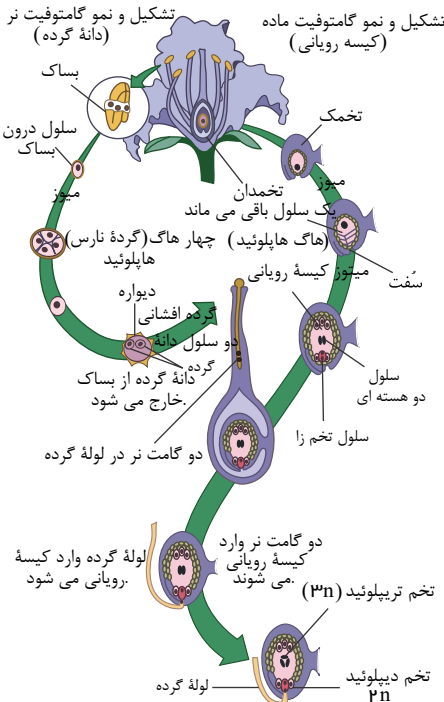 تشکیل و نمو گامتوفیت نر
(دانهٔ گرده)
تشکیل و نمو گامتوفیت ماده
(کیسه رویانی)
بساک
سلول درون
بساک
میوز
چهار هاگ(گردهٔ نارس)
هاپلوئید
دیواره
گرده افشانی
دو سلول دانهٔ
گرده
دانهٔ گرده از بساک
خارج می شود.
تخمک
تخمدان
میوز
یک سلول باقی می ماند
(هاگ هاپلوئید)
سُفت
میتوز کیسهٔ رویانی
سلول
دو هسته ای
سلول تخم زا
دو گامت نر در لولهٔ گرده
لولهٔ گرده وارد کیسهٔ
رویانی می شود.
دو گامت نر وارد
کیسهٔ رویانی
می شوند.
تخم تریپلوئید (۳n)
تخم دیپلوئید
۲n
لولهٔ گرده